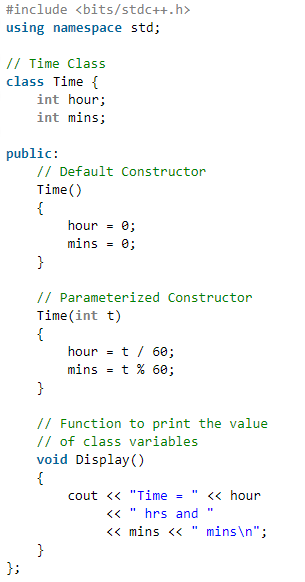 #include <bits/stdc++.h>
using namespace std;

// Time Class
class Time {
    int hour;
    int mins;

public:
    // Default Constructor
    Time()
    {
        hour = 0;
        mins = 0;
    }

    // Parameterized Constructor
    Time(int t)
    {
        hour = t / 60;
        mins = t % 60;
    }

    // Function to print the value
    // of class variables
    void Display()
    {
        cout << "Time = " << hour
             << " hrs and "
             << mins << " mins\n";
    }
};